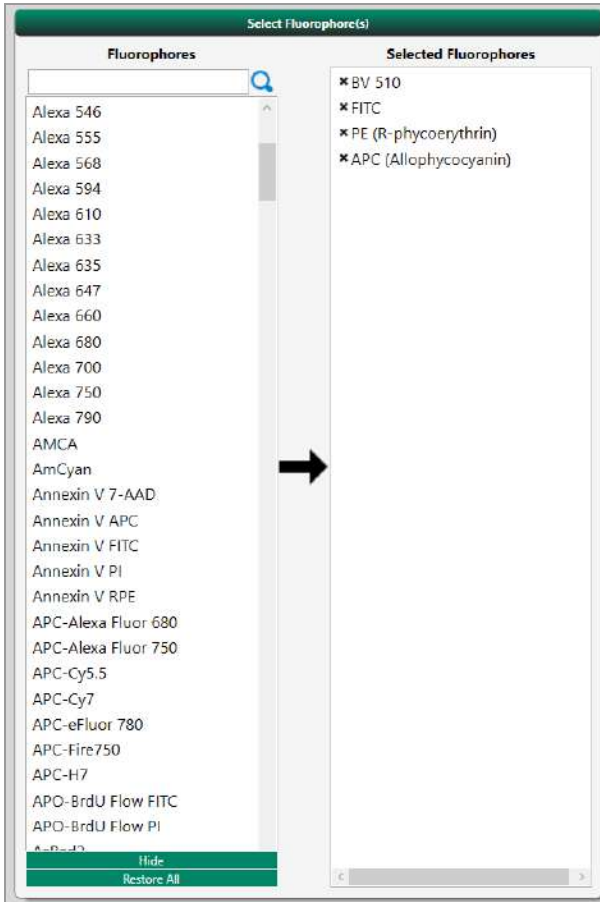 Select Fluorophore(s)
Fluorophores
Alexa 546
Alexa 555
Alexa 568
Alexa 594
Alexa 610
Alexa 633
Alexa 635
Alexa 647
Alexa 660
Alexa 680
Alexa 700
Alexa 750
Alexa 790
AMCA
AmCyan
Annexin V 7-AAD
Annexin V APC
Annexin V FITC
Annexin V PI
Annexin V RPE
APC-Alexa Fluor 680
APC-Alexa Fluor 750
APC-Cy5.5
APC-Cy7
APC-eFluor 780
APC-Fire750
APC-H7
APO-BrdU Flow FITC
APO-BrdU Flow PI
Hide
Restore All
Selected Fluorophores
BV 510
FITC
PE (R-phycoerythrin)
APC (Allophycocyanin)